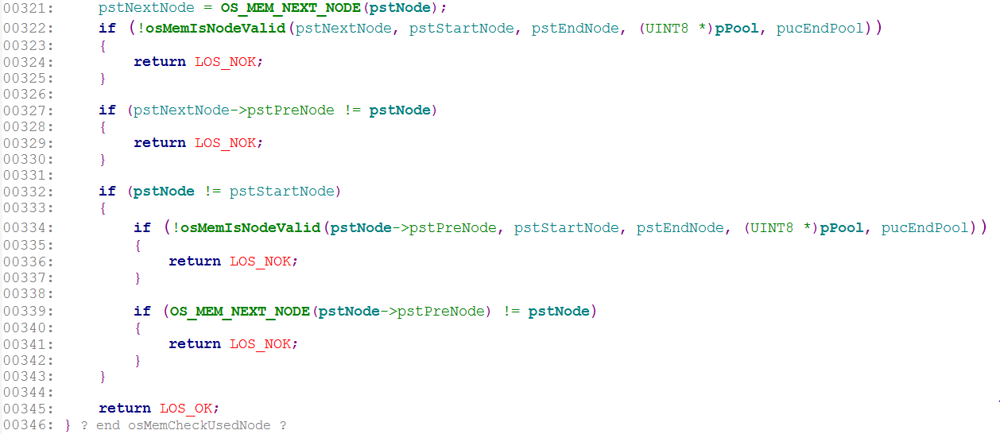 00321:     pstNextNode = OS_MEM_NEXT_NODE(pstNode);
00322:     if (!osMemIsNodeValid(pstNextNode, pstStartNode, pstEndNode, (UINT8 *)pPool, pucEndPool))
00323:     {
00324:         return LOS_NOK;
00325:     }
00326:
00327:     if (pstNextNode->pstPreNode != pstNode)
00328:     {
00329:         return LOS_NOK;
00330:     }
00331:
00332:     if (pstNode != pstStartNode)
00333:     {
00334:         if (!osMemIsNodeValid(pstNode->pstPreNode, pstStartNode, pstEndNode, (UINT8 *)pPool, pucEndPool))
00335:         {
00336:             return LOS_NOK;
00337:         }
00338:
00339:         if (OS_MEM_NEXT_NODE(pstNode->pstPreNode) != pstNode)
00340:         {
00341:             return LOS_NOK;
00342:         }
00343:     }
00344:
00345:     return LOS_OK;
00346: } ? end osMemCheckUsedNode ?